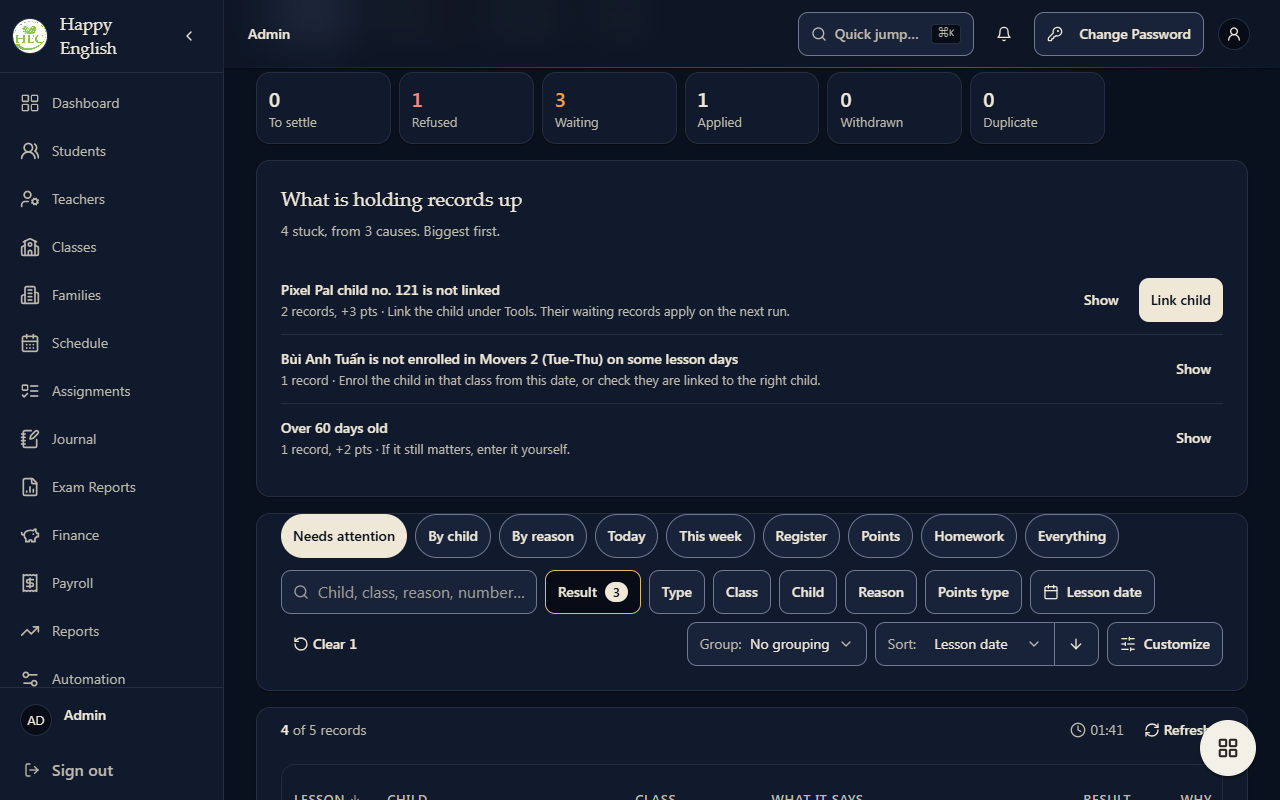 Happy
English
HEC
Dashboard
Students
Teachers
Classes
Families
Schedule
Assignments
Journal
Exam Reports
Finance
Payroll
Reports
Automation
AD
Admin
Sign out
Admin
Quick jump...
⌘K
Change Password
0
To settle
1
Refused
3
Waiting
1
Applied
0
Withdrawn
0
Duplicate
What is holding records up
4 stuck, from 3 causes. Biggest first.
Pixel Pal child no. 121 is not linked
2 records, +3 pts · Link the child under Tools. Their waiting records apply on the next run.
Show
Link child
Bùi Anh Tuấn is not enrolled in Movers 2 (Tue-Thu) on some lesson days
1 record · Enrol the child in that class from this date, or check they are linked to the right child.
Show
Over 60 days old
1 record, +2 pts · If it still matters, enter it yourself.
Show
Needs attention
By child
By reason
Today
This week
Register
Points
Homework
Everything
Child, class, reason, number...
Result 3
Type
Class
Child
Reason
Points type
Lesson date
Clear 1
Group: No grouping
Sort: Lesson date
Customize
4 of 5 records
01:41
Refresh
LESSON ↓ CHILD CLASS WHAT IT SAYS RESULT WHY